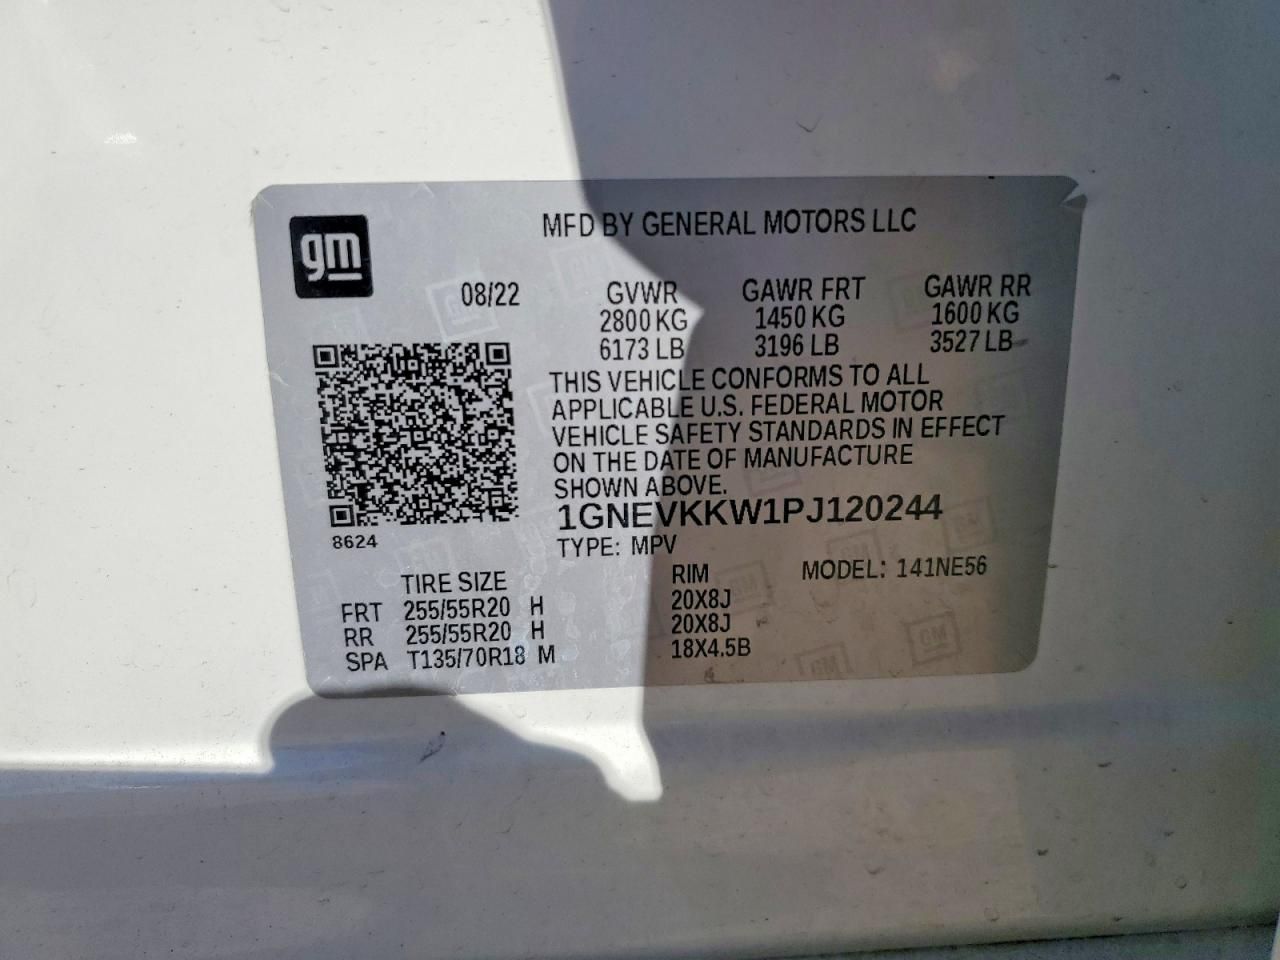 gm
MFD BY GENERAL MOTORS LLC
08/22 GVWR GAWR FRT GAWR RR
2800 KG 1450 KG 1600 KG
6173 LB 3196 LB 3527 LB
THIS VEHICLE CONFORMS TO ALL
APPLICABLE U.S. FEDERAL MOTOR
VEHICLE SAFETY STANDARDS IN EFFECT
ON THE DATE OF MANUFACTURE
SHOWN ABOVE.
1GNEVKKW1PJ120244
8624
TYPE: MPV MODEL: 141NE56
TIRE SIZE RIM
FRT 255/55R20 H 20X8J
RR 255/55R20 H 20X8J
SPA T135/70R18 M 18X4.5B